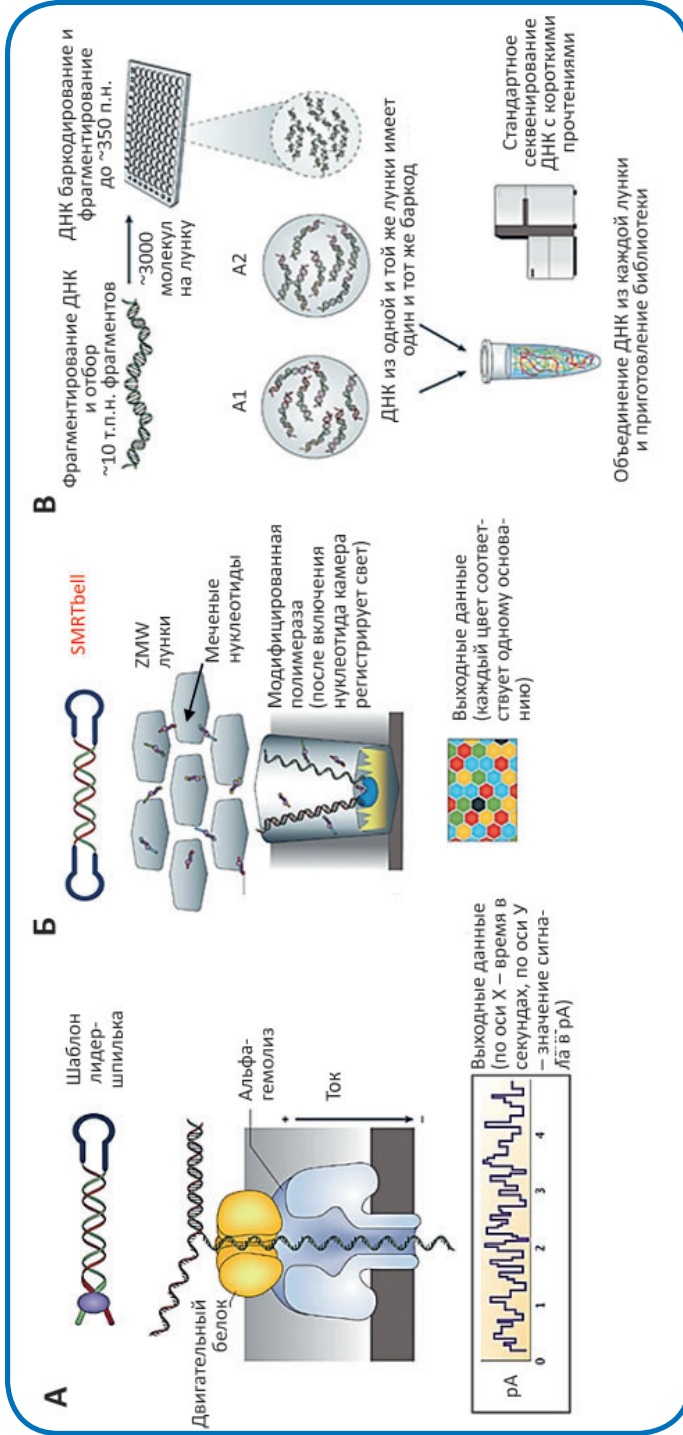 А
Шаблон
лидер-
шпилька
Двигательный
белок
Альфа-
гемолиз
+
Ток
–
Выходные данные
(по оси X – время в
секундах, по оси У
– значение сигна-
ла в pA)
pA
0 1 2 3 4
Б
SMRTbell
ZMW
лунки
Меченые
нуклеотиды
Модифицированная
полимераза
(после включения
нуклеотида камера
регистрирует свет)
Выходные данные
(каждый цвет соответ-
ствует одному основа-
нию)
В
Фрагментирование ДНК
и отбор
~10 т.п.н. фрагментов
~3000
молекул
на лунку
ДНК баркодирование и
фрагментирование
до ~350 п.н.
А1
А2
ДНК из одной и той же лунки имеет
один и тот же баркод
Объединение ДНК из каждой лунки
и приготовление библиотеки
Стандартное
секвенирование
ДНК с короткими
прочтениями